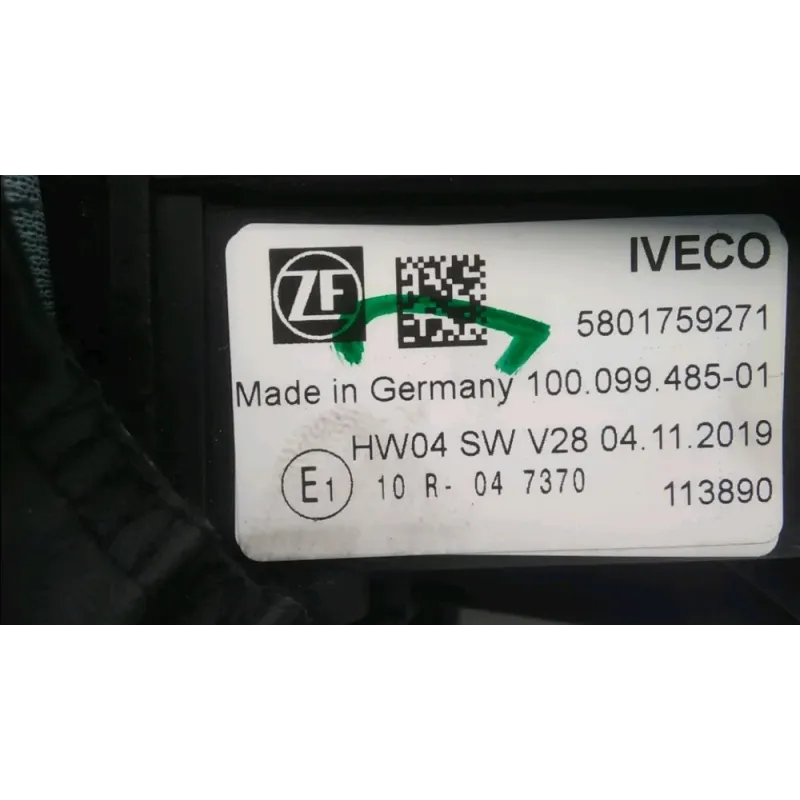 ZF
IVECO
5801759271
Made in Germany 100.099.485-01
HW04 SW V28 04.11.2019
E1 10 R- 04 7370
113890